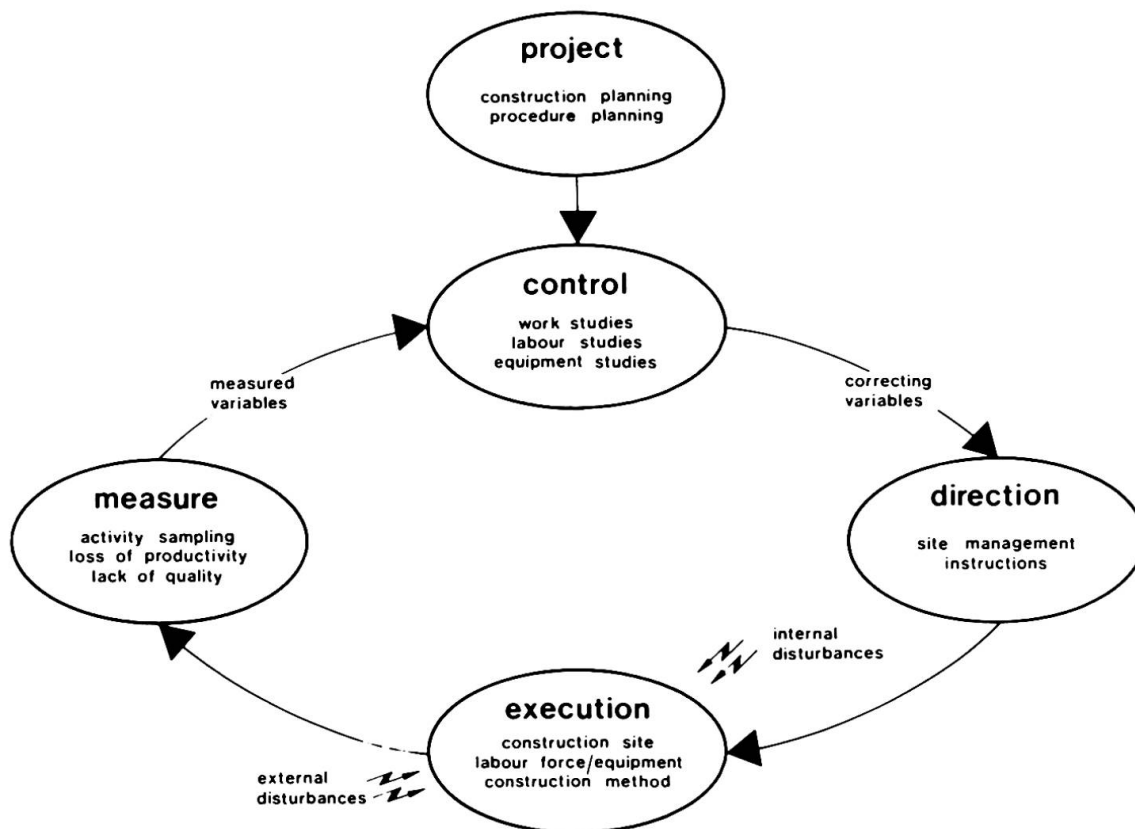 project
construction planning
procedure planning
control
work studies
labour studies
equipment studies
measured
variables
correcting
variables
measure
activity sampling
loss of productivity
lack of quality
direction
site management
instructions
internal
disturbances
execution
construction site
labour force/equipment
construction method
external
disturbances